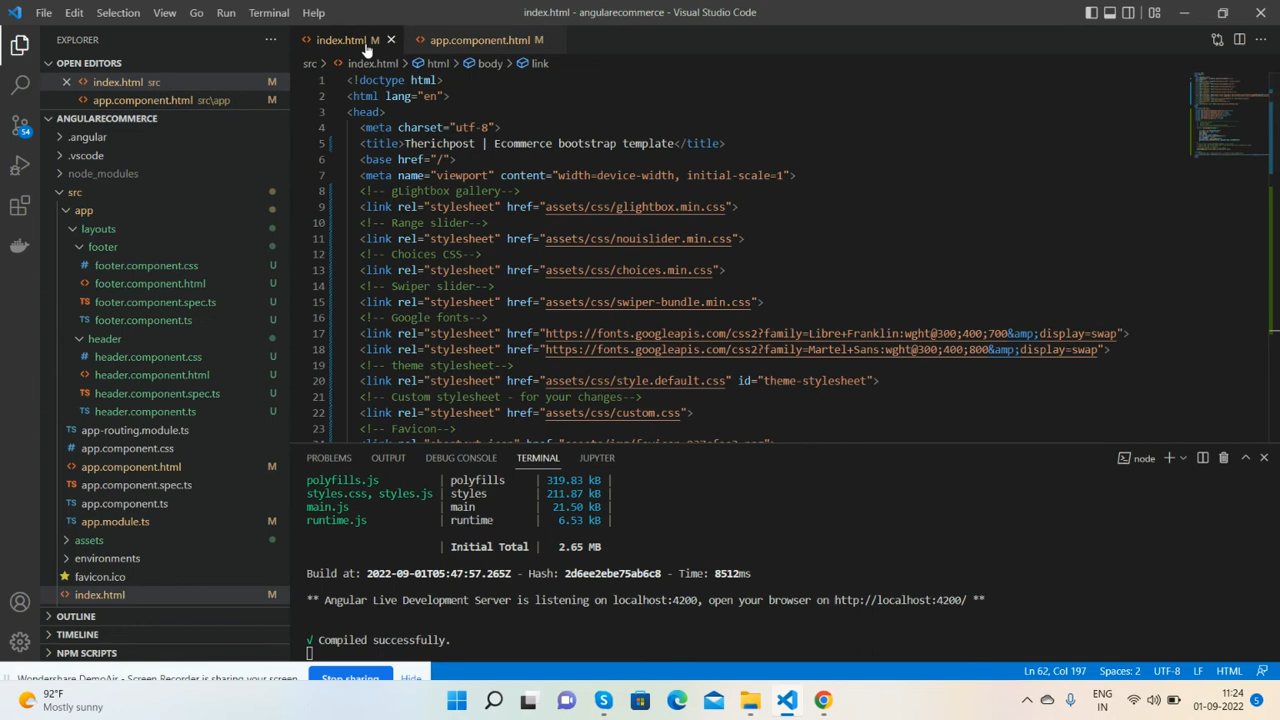 File Edit Selection View Go Run Terminal Help
index.html - angularecommerce - Visual Studio Code
EXPLORER
OPEN EDITORS
index.html src M
app.component.html src\app M
ANGULARECOMMERCE
.angular
.vscode
node_modules
src
app
layouts
footer
footer.component.css U
footer.component.html U
footer.component.spec.ts U
footer.component.ts U
header
header.component.css U
header.component.html U
header.component.spec.ts U
header.component.ts U
app-routing.module.ts
app.component.css
app.component.html M
app.component.spec.ts
app.component.ts
app.module.ts M
assets
environments
favicon.ico
index.html M
OUTLINE
TIMELINE
NPM SCRIPTS
54
index.html M
app.component.html M
src > index.html > html > body > link
1 <!doctype html>
2 <html lang="en">
3 <head>
4 <meta charset="utf-8">
5 <title>Therichpost | Ecommerce bootstrap template</title>
6 <base href="/">
7 <meta name="viewport" content="width=device-width, initial-scale=1">
8 <!-- gLightbox gallery-->
9 <link rel="stylesheet" href="assets/css/glightbox.min.css">
10 <!-- Range slider-->
11 <link rel="stylesheet" href="assets/css/nouislider.min.css">
12 <!-- Choices CSS-->
13 <link rel="stylesheet" href="assets/css/choices.min.css">
14 <!-- Swiper slider-->
15 <link rel="stylesheet" href="assets/css/swiper-bundle.min.css">
16 <!-- Google fonts-->
17 <link rel="stylesheet" href="https://fonts.googleapis.com/css2?family=Libre+Franklin:wght@300;400;700&amp;display=swap">
18 <link rel="stylesheet" href="https://fonts.googleapis.com/css2?family=Martel+Sans:wght@300;400;800&amp;display=swap">
19 <!-- theme stylesheet-->
20 <link rel="stylesheet" href="assets/css/style.default.css" id="theme-stylesheet">
21 <!-- Custom stylesheet - for your changes-->
22 <link rel="stylesheet" href="assets/css/custom.css">
23 <!-- Favicon-->
PROBLEMS OUTPUT DEBUG CONSOLE TERMINAL JUPYTER
node
polyfills.js | polyfills | 319.83 kB |
styles.css, styles.js | styles | 211.87 kB |
main.js | main | 21.50 kB |
runtime.js | runtime | 6.53 kB |
| Initial Total | 2.65 MB
Build at: 2022-09-01T05:47:57.265Z - Hash: 2d6ee2ebe75ab6c8 - Time: 8512ms
** Angular Live Development Server is listening on localhost:4200, open your browser on http://localhost:4200/ **
√ Compiled successfully.
Wondershare DemoAir - Screen Recorder is sharing your screen.
Stop sharing
Hide
Ln 62, Col 197 Spaces: 2 UTF-8 LF HTML
92°F
Mostly sunny
ENG
IN
11:24
01-09-2022
5